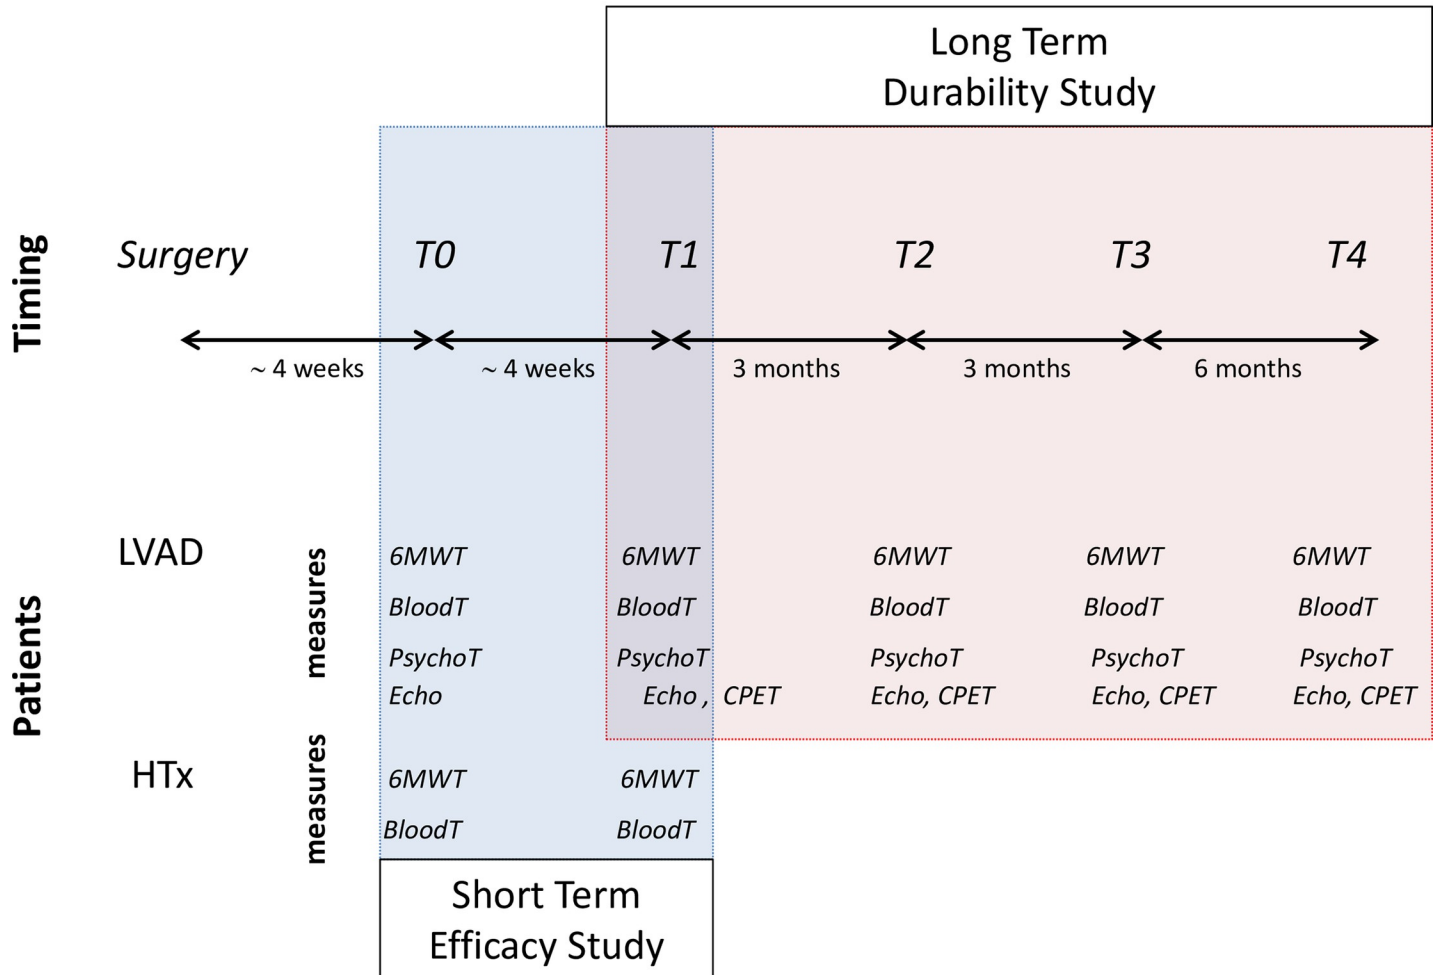 Long Term
Durability Study
Timing
Surgery T0 T1 T2 T3 T4
~ 4 weeks ~ 4 weeks 3 months 3 months 6 months
Patients
LVAD
measures
6MWT 6MWT 6MWT 6MWT 6MWT
BloodT BloodT BloodT BloodT BloodT
PsychoT PsychoT PsychoT PsychoT PsychoT
Echo Echo , CPET Echo, CPET Echo, CPET Echo, CPET
HTx
measures
6MWT 6MWT
BloodT BloodT
Short Term
Efficacy Study